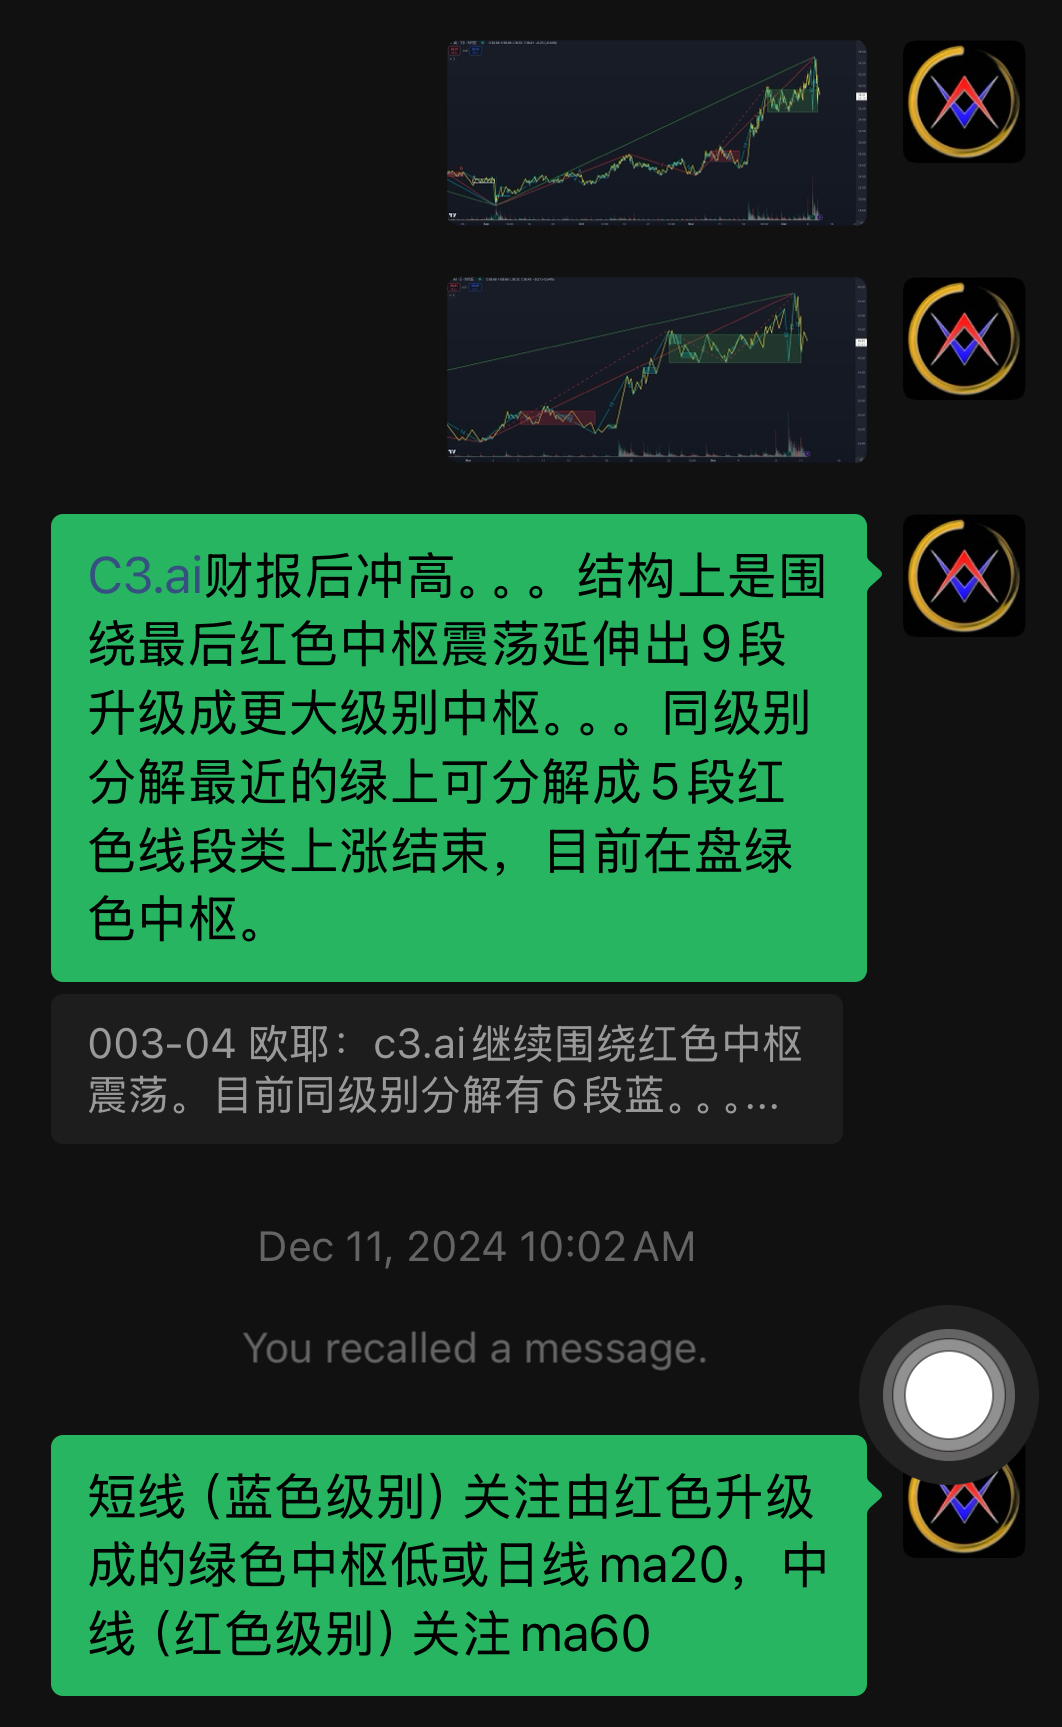 C3.ai财报后冲高。。。结构上是围
绕最后红色中枢震荡延伸出9段
升级成更大级别中枢。。。同级别
分解最近的绿上可分解成5段红
色线段类上涨结束，目前在盘绿
色中枢。
003-04 欧耶：c3.ai继续围绕红色中枢
震荡。目前同级别分解有6段蓝。。。...
Dec 11, 2024 10:02 AM
You recalled a message.
短线（蓝色级别）关注由红色升级
成的绿色中枢低或日线ma20，中
线（红色级别）关注ma60